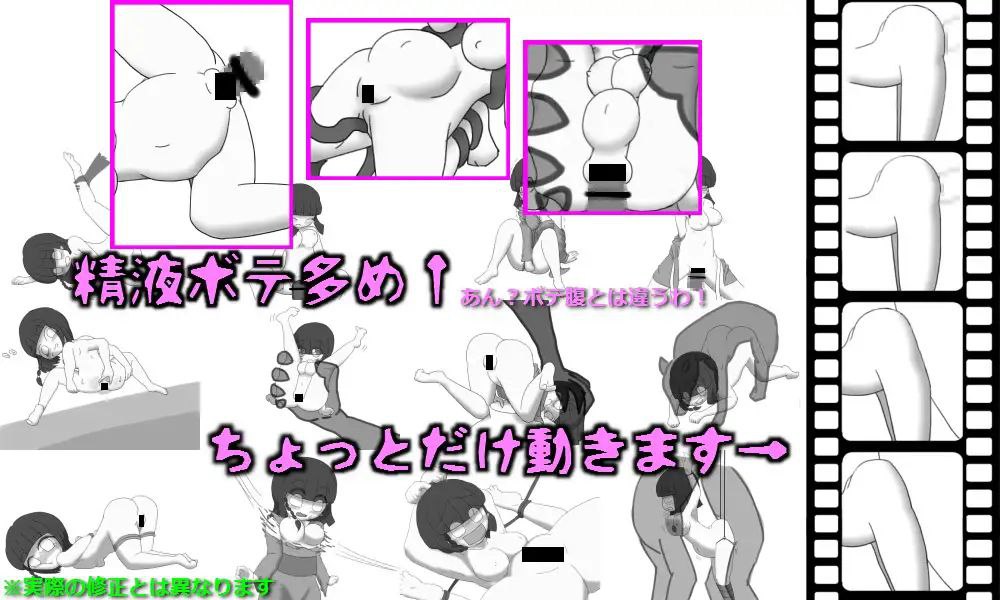 精液ボテ多め↑
あん？ボテ腹とは違うわ！
ちょっとだけ動きます→
※実際の修正とは異なります